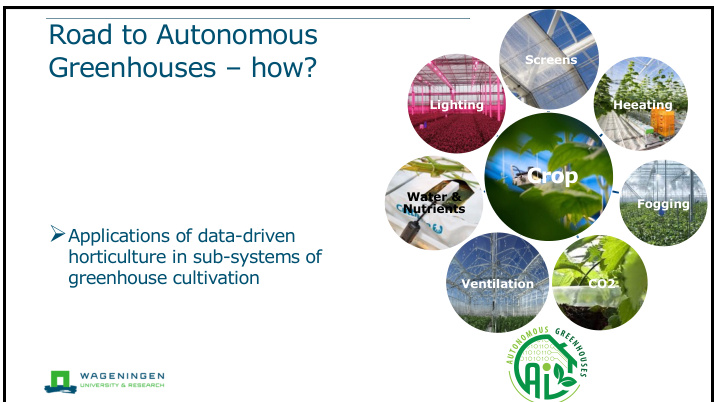 Road to Autonomous
Greenhouses – how?
Screens
Lighting
Heeating
Crop
Water &
Nutrients
Fogging
Ventilation
CO2
➢Applications of data-driven
horticulture in sub-systems of
greenhouse cultivation
AUTONOMOUS GREENHOUSES
AI
WAGENINGEN
UNIVERSITY & RESEARCH